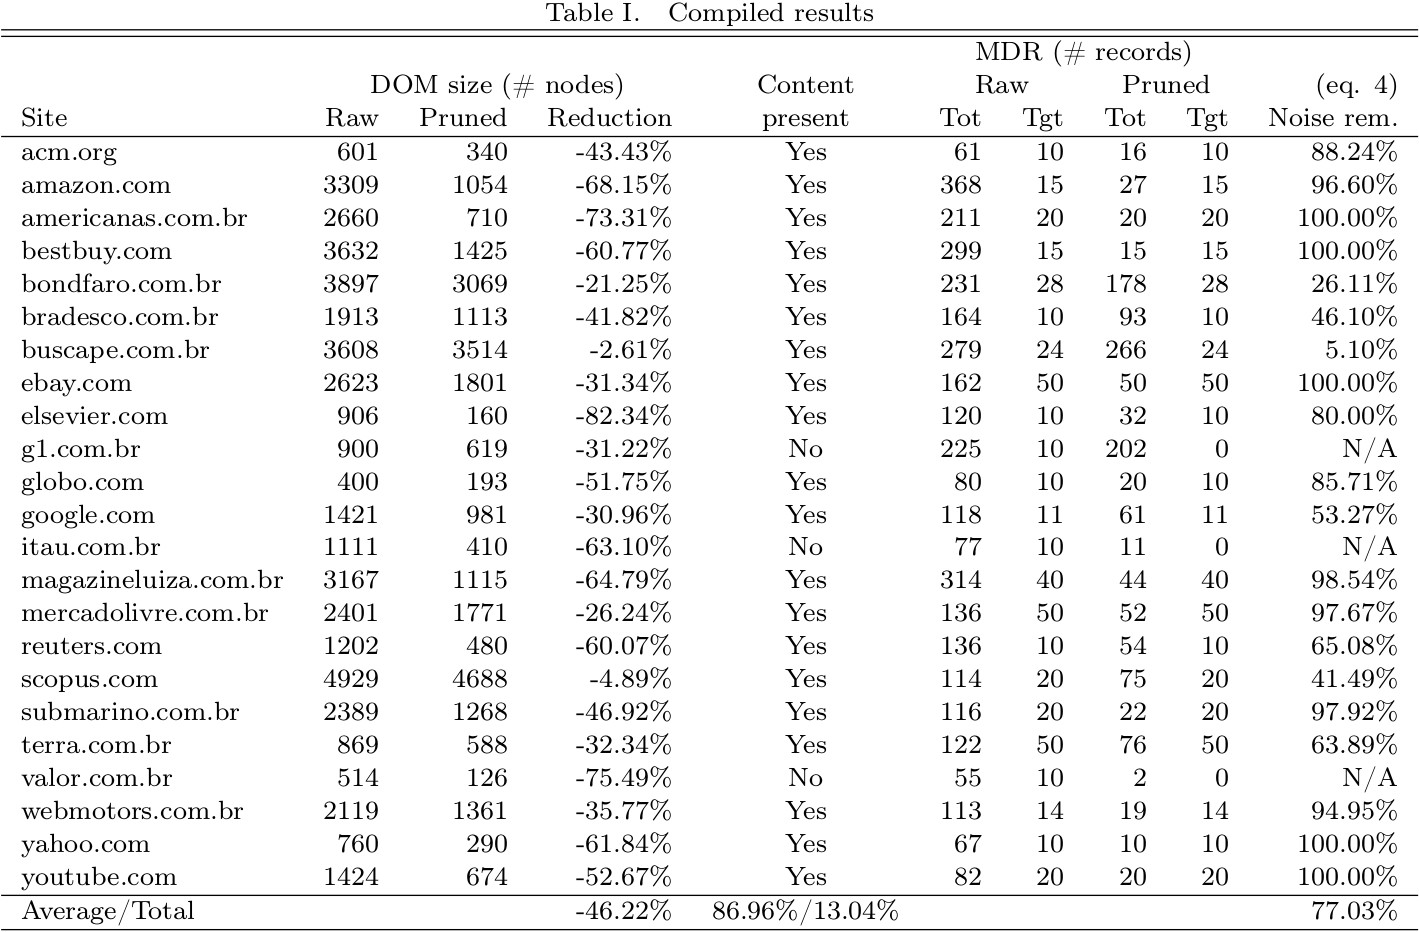 Table I. Compiled results
MDR (# records)
DOM size (# nodes) Content Raw Pruned (eq. 4)
Site Raw Pruned Reduction present Tot Tgt Tot Tgt Noise rem.
acm.org 601 340 -43.43% Yes 61 10 16 10 88.24%
amazon.com 3309 1054 -68.15% Yes 368 15 27 15 96.60%
americanas.com.br 2660 710 -73.31% Yes 211 20 20 20 100.00%
bestbuy.com 3632 1425 -60.77% Yes 299 15 15 15 100.00%
bondfaro.com.br 3897 3069 -21.25% Yes 231 28 178 28 26.11%
bradesco.com.br 1913 1113 -41.82% Yes 164 10 93 10 46.10%
buscape.com.br 3608 3514 -2.61% Yes 279 24 266 24 5.10%
ebay.com 2623 1801 -31.34% Yes 162 50 50 50 100.00%
elsevier.com 906 160 -82.34% Yes 120 10 32 10 80.00%
g1.com.br 900 619 -31.22% No 225 10 202 0 N/A
globo.com 400 193 -51.75% Yes 80 10 20 10 85.71%
google.com 1421 981 -30.96% Yes 118 11 61 11 53.27%
itau.com.br 1111 410 -63.10% No 77 10 11 0 N/A
magazineluiza.com.br 3167 1115 -64.79% Yes 314 40 44 40 98.54%
mercadolivre.com.br 2401 1771 -26.24% Yes 136 50 52 50 97.67%
reuters.com 1202 480 -60.07% Yes 136 10 54 10 65.08%
scopus.com 4929 4688 -4.89% Yes 114 20 75 20 41.49%
submarino.com.br 2389 1268 -46.92% Yes 116 20 22 20 97.92%
terra.com.br 869 588 -32.34% Yes 122 50 76 50 63.89%
valor.com.br 514 126 -75.49% No 55 10 2 0 N/A
webmotors.com.br 2119 1361 -35.77% Yes 113 14 19 14 94.95%
yahoo.com 760 290 -61.84% Yes 67 10 10 10 100.00%
youtube.com 1424 674 -52.67% Yes 82 20 20 20 100.00%
Average/Total -46.22% 86.96%/13.04% 77.03%